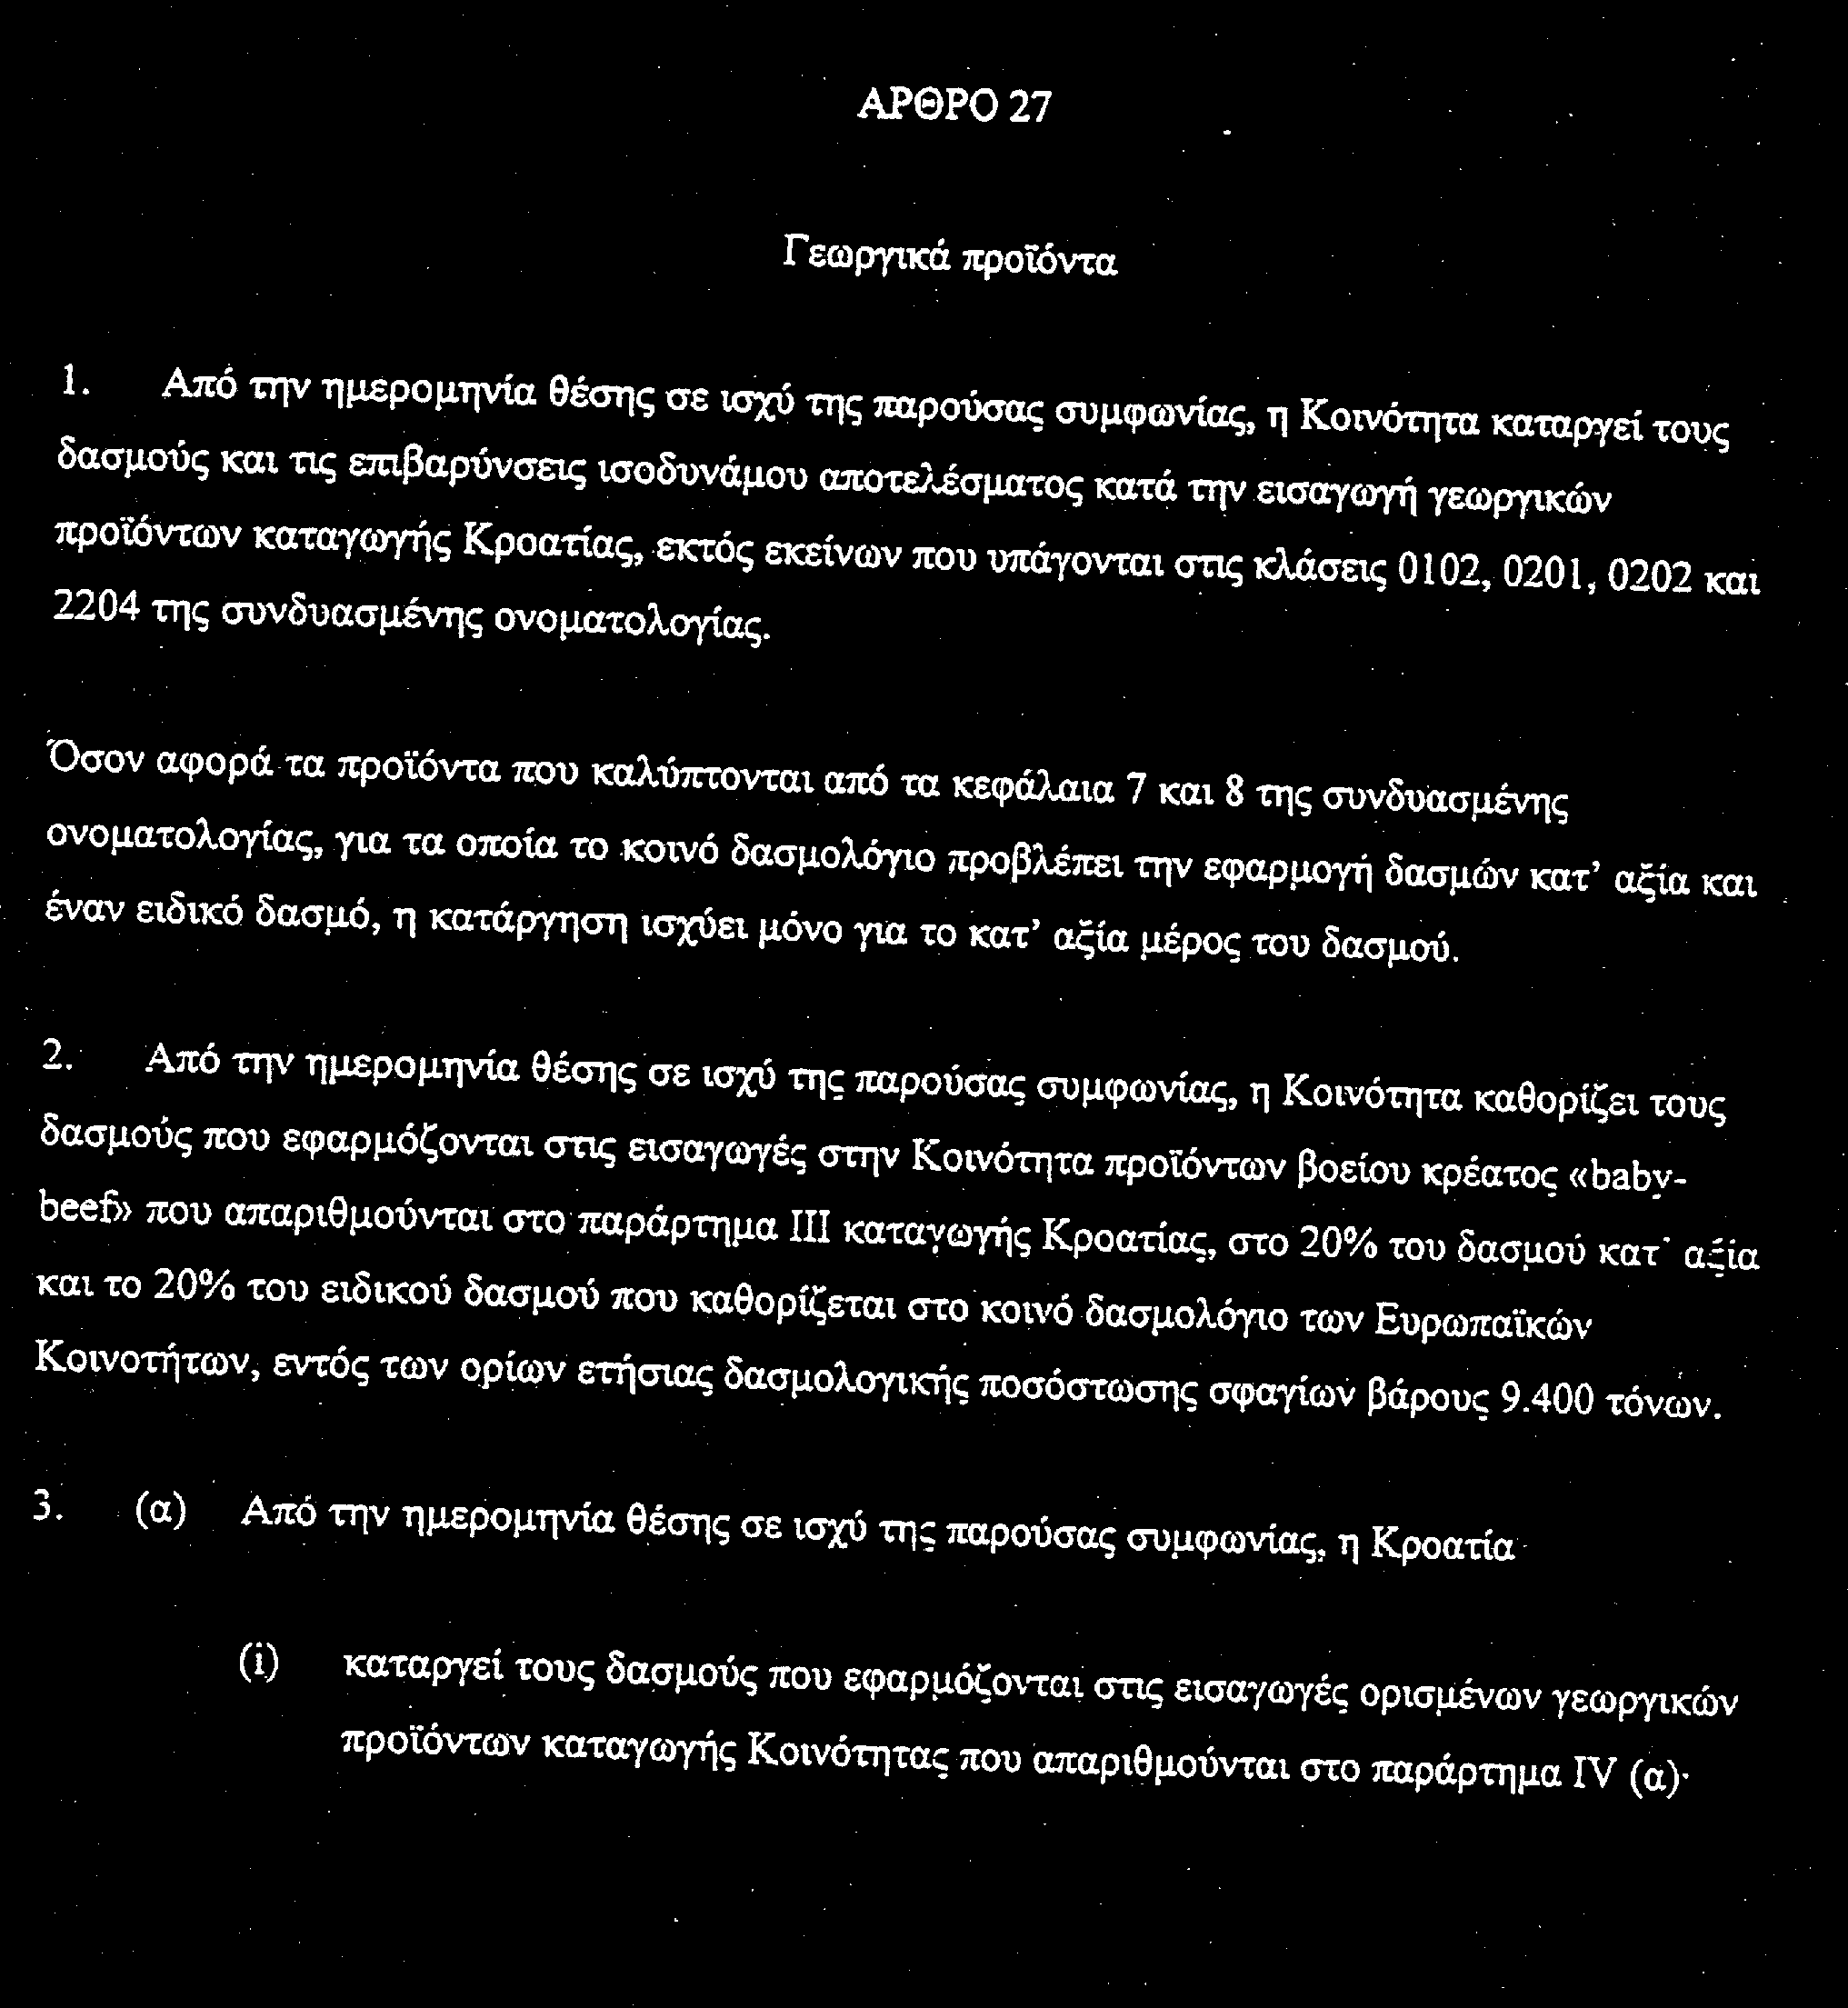 ΑΡΘΡΟ 27
Γεωργικά προϊόντα
1. Από την ημερομηνία θέσης σε ισχύ της παρούσας συμφωνίας, η Κοινότητα καταργεί τους
δασμούς και τις επιβαρύνσεις ισοδυνάμου αποτελέσματος κατά την εισαγωγή γεωργικών
προϊόντων καταγωγής Κροατίας, εκτός εκείνων που υπάγονται στις κλάσεις 0102, 0201, 0202 και
2204 της συνδυασμένης ονοματολογίας.
Όσον αφορά τα προϊόντα που καλύπτονται από τα κεφάλαια 7 και 8 της συνδυασμένης
ονοματολογίας, για τα οποία το κοινό δασμολόγιο προβλέπει την εφαρμογή δασμών κατ’ αξία και
έναν ειδικό δασμό, η κατάργηση ισχύει μόνο για το κατ’ αξία μέρος του δασμού.
2. Από την ημερομηνία θέσης σε ισχύ της παρούσας συμφωνίας, η Κοινότητα καθορίζει τους
δασμούς που εφαρμόζονται στις εισαγωγές στην Κοινότητα προϊόντων βοείου κρέατος «baby-
beef» που απαριθμούνται στο παράρτημα III καταγωγής Κροατίας, στο 20% του δασμού κατ’ αξία
και το 20% του ειδικού δασμού που καθορίζεται στο κοινό δασμολόγιο των Ευρωπαϊκών
Κοινοτήτων, εντός των ορίων ετήσιας δασμολογικής ποσόστωσης σφαγίων βάρους 9.400 τόνων.
3. (α) Από την ημερομηνία θέσης σε ισχύ της παρούσας συμφωνίας, η Κροατία
(i) καταργεί τους δασμούς που εφαρμόζονται στις εισαγωγές ορισμένων γεωργικών
προϊόντων καταγωγής Κοινότητας που απαριθμούνται στο παράρτημα IV (α)·